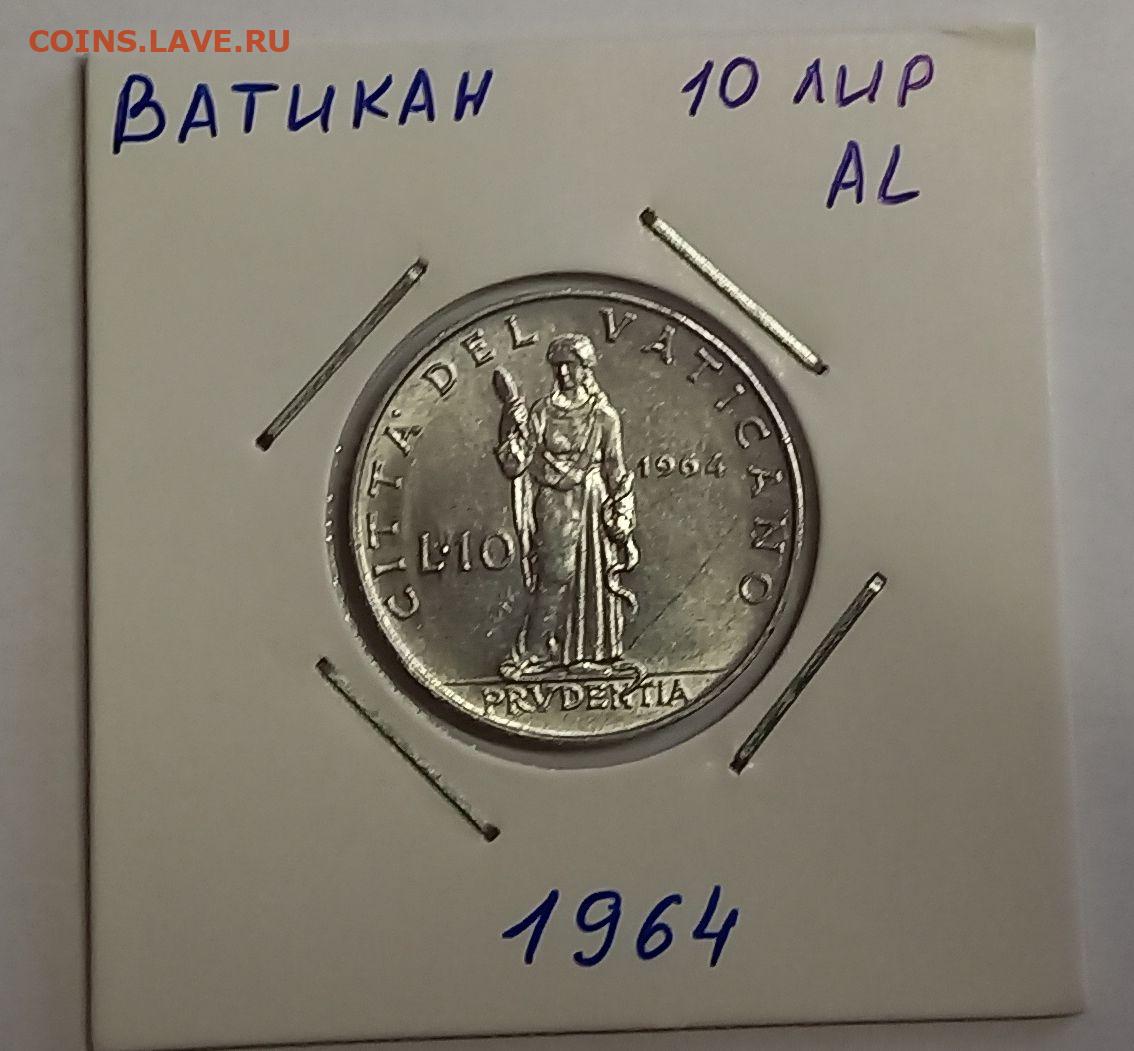 COINS.LAVE.RU
ВАТИКАН 10 ЛИР
AL
CITTA' DEL VATICANO
1964
L·10
PRVDENTIA
1964